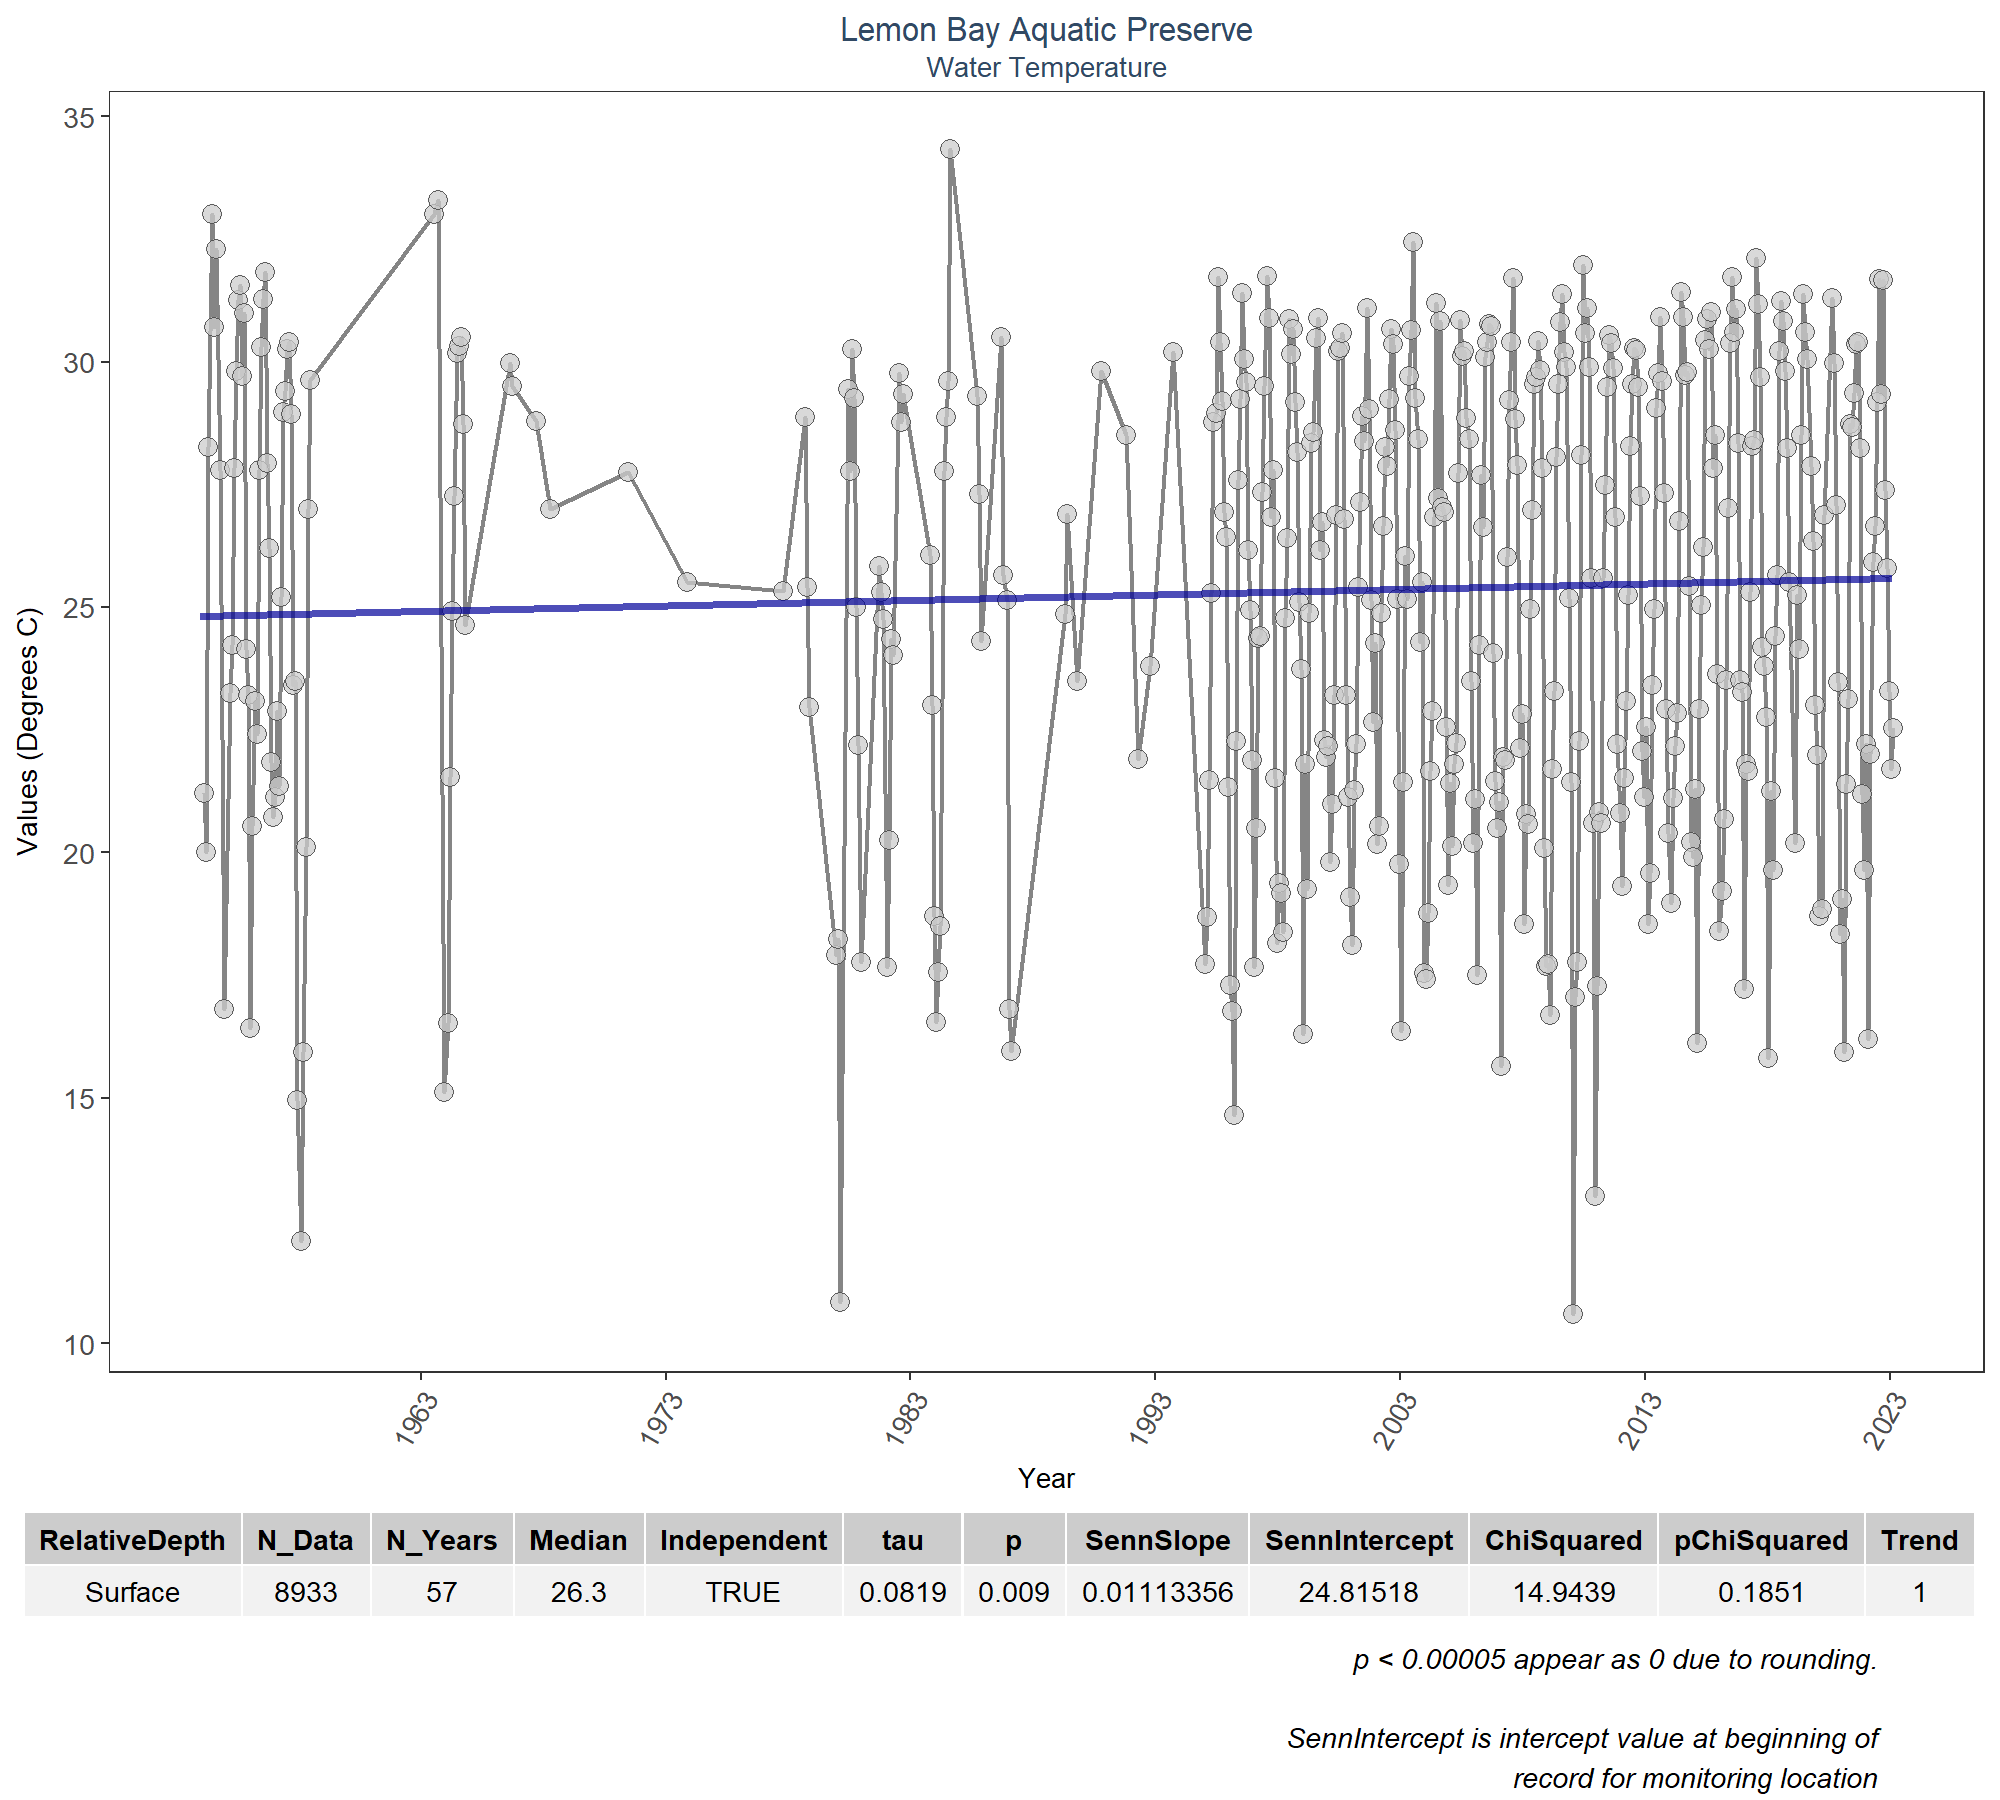 Lemon Bay Aquatic Preserve
Water Temperature
Values (Degrees C)
35
30
25
20
15
10
1963 1973 1983 1993 2003 2013 2023
Year
RelativeDepth N_Data N_Years Median Independent tau p SennSlope SennIntercept ChiSquared pChiSquared Trend
Surface 8933 57 26.3 TRUE 0.0819 0.009 0.01113356 24.81518 14.9439 0.1851 1
p < 0.00005 appear as 0 due to rounding.
SennIntercept is intercept value at beginning of
record for monitoring location